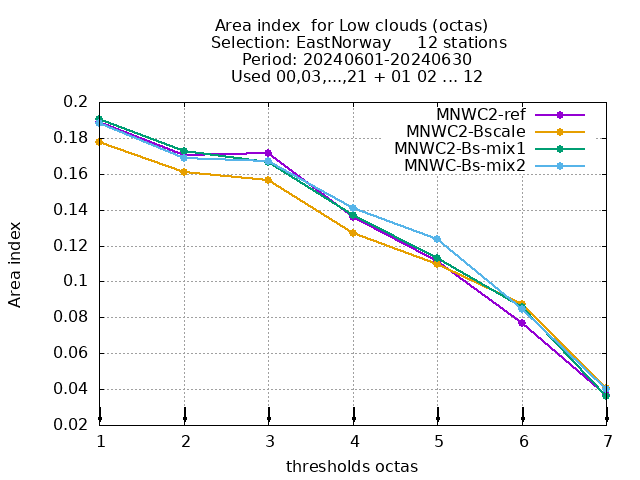 Area index  for Low clouds (octas)
Selection: EastNorway     12 stations
Period: 20240601-20240630
Used 00,03,...,21 + 01 02 ... 12
MNWC2-ref
MNWC2-Bscale
MNWC2-Bs-mix1
MNWC-Bs-mix2
0.2
0.18
0.16
0.14
0.12
0.1
0.08
0.06
0.04
0.02
Area index
1 2 3 4 5 6 7
thresholds octas